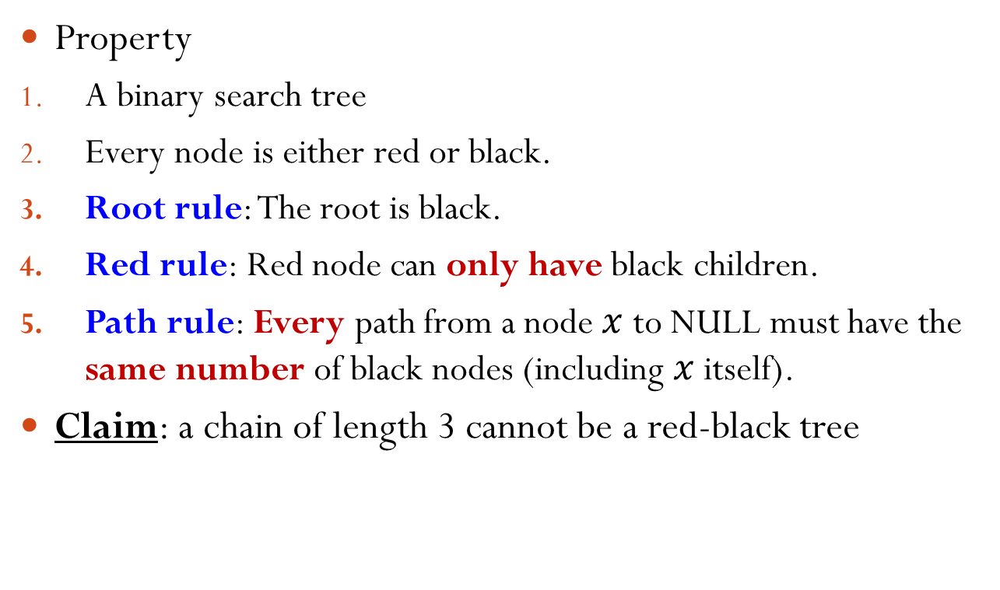 • Property
1. A binary search tree
2. Every node is either red or black.
3. Root rule: The root is black.
4. Red rule: Red node can only have black children.
5. Path rule: Every path from a node 𝑥 to NULL must have the
same number of black nodes (including 𝑥 itself).
• Claim: a chain of length 3 cannot be a red-black tree